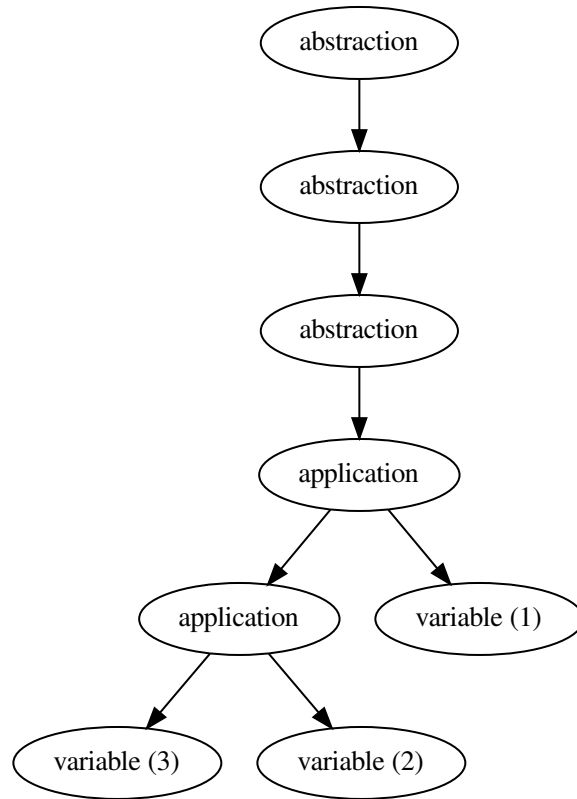 abstraction
abstraction
abstraction
application
application
variable (1)
variable (3)
variable (2)